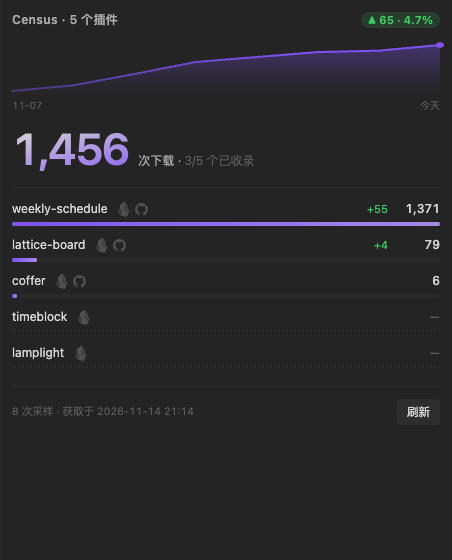 Census · 5 个插件
▲ 65 · 4.7%
11-07
今天
1,456 次下载 · 3/5 个已收录
weekly-schedule +55 1,371
lattice-board +4 79
coffer 6
timeblock —
lamplight —
8 次采样 · 获取于 2026-11-14 21:14
刷新